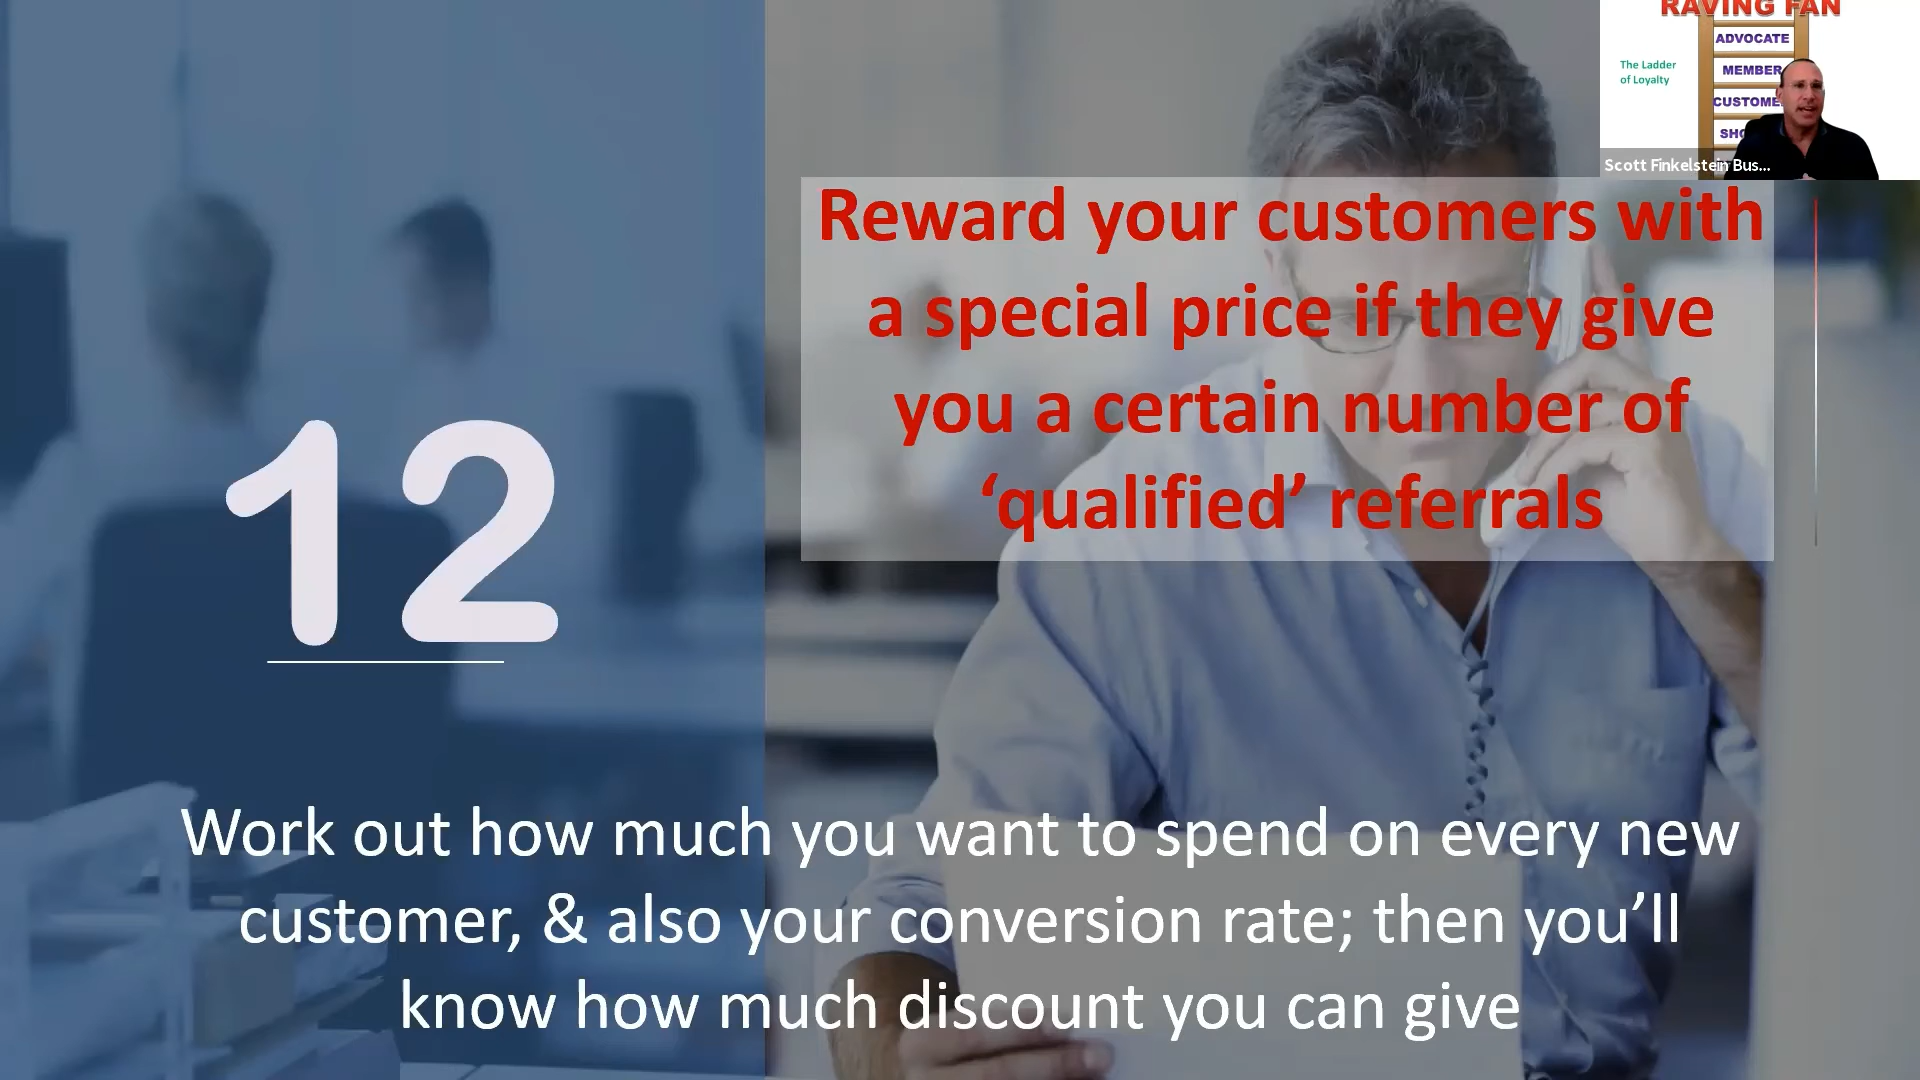 RAVING FAN
ADVOCATE
The Ladder
of Loyalty
MEMBER
CUSTOME
SHO
Scott Finkelstein Bus...
Reward your customers with
a special price if they give
you a certain number of
‘qualified’ referrals
12
Work out how much you want to spend on every new
customer, & also your conversion rate; then you’ll
know how much discount you can give